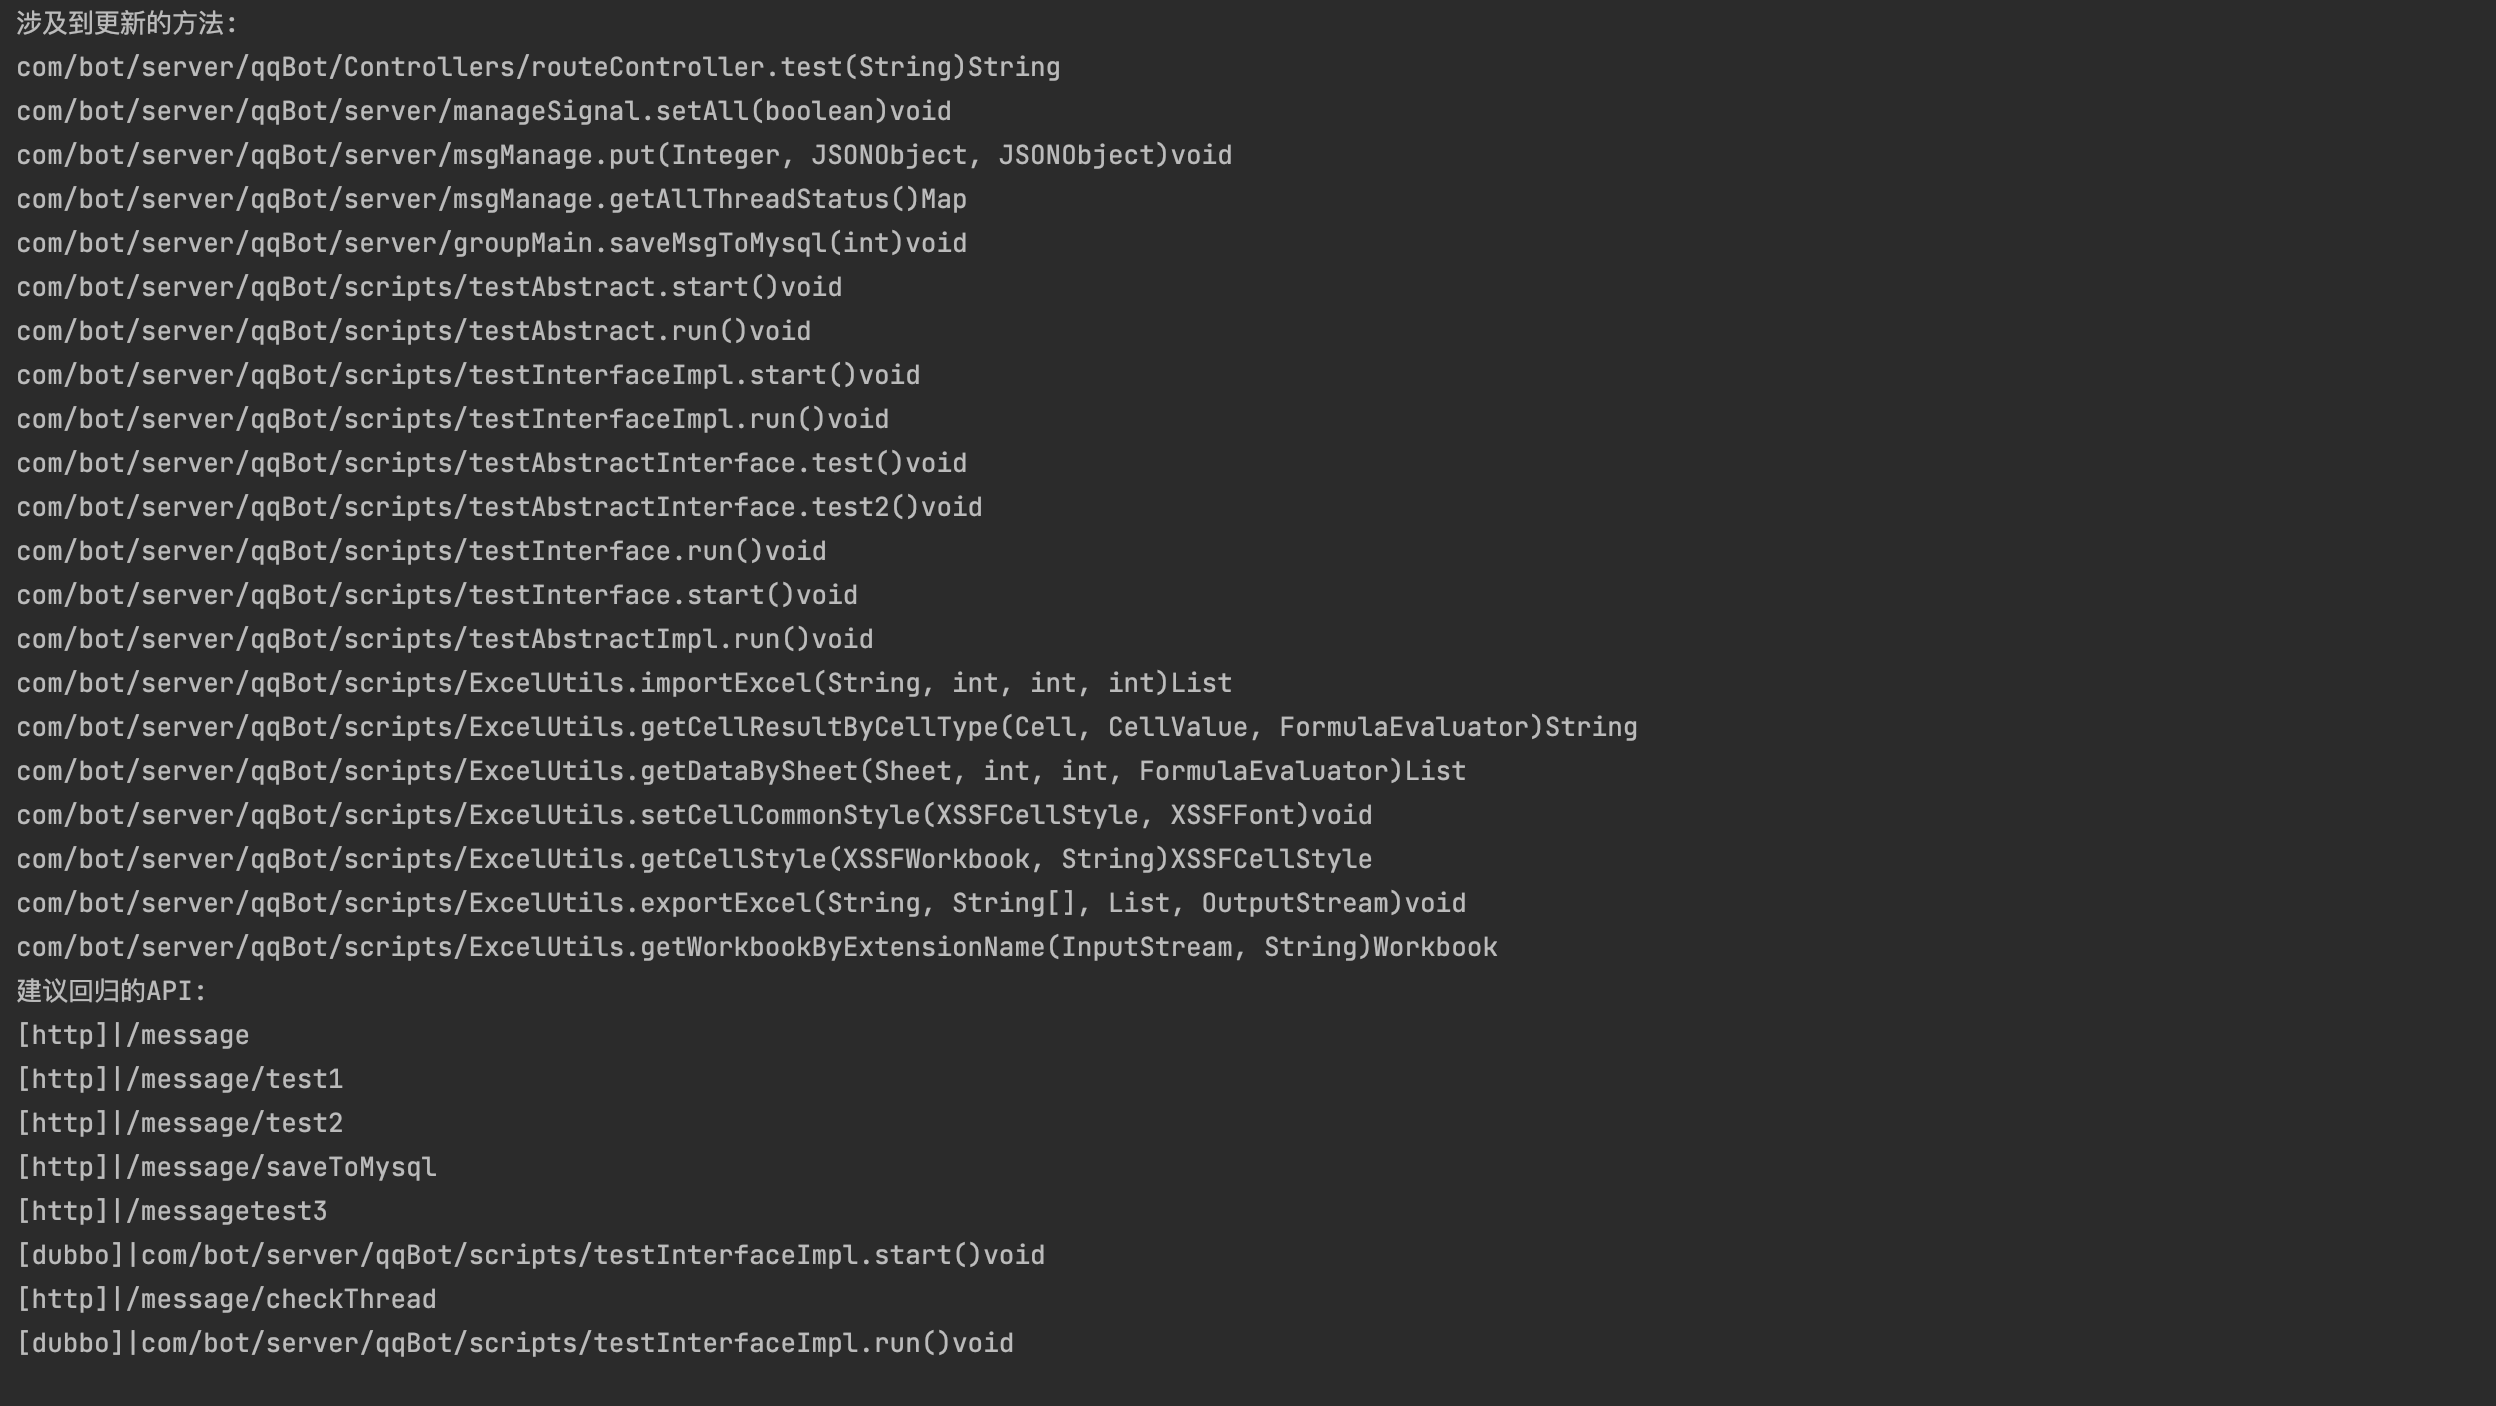 涉及到更新的方法:
com/bot/server/qqBot/Controllers/routeController.test(String)String
com/bot/server/qqBot/server/manageSignal.setAll(boolean)void
com/bot/server/qqBot/server/msgManage.put(Integer, JSONObject, JSONObject)void
com/bot/server/qqBot/server/msgManage.getAllThreadStatus()Map
com/bot/server/qqBot/server/groupMain.saveMsgToMysql(int)void
com/bot/server/qqBot/scripts/testAbstract.start()void
com/bot/server/qqBot/scripts/testAbstract.run()void
com/bot/server/qqBot/scripts/testInterfaceImpl.start()void
com/bot/server/qqBot/scripts/testInterfaceImpl.run()void
com/bot/server/qqBot/scripts/testAbstractInterface.test()void
com/bot/server/qqBot/scripts/testAbstractInterface.test2()void
com/bot/server/qqBot/scripts/testInterface.run()void
com/bot/server/qqBot/scripts/testInterface.start()void
com/bot/server/qqBot/scripts/testAbstractImpl.run()void
com/bot/server/qqBot/scripts/ExcelUtils.importExcel(String, int, int, int)List
com/bot/server/qqBot/scripts/ExcelUtils.getCellResultByCellType(Cell, CellValue, FormulaEvaluator)String
com/bot/server/qqBot/scripts/ExcelUtils.getDataBySheet(Sheet, int, int, FormulaEvaluator)List
com/bot/server/qqBot/scripts/ExcelUtils.setCellCommonStyle(XSSFCellStyle, XSSFFont)void
com/bot/server/qqBot/scripts/ExcelUtils.getCellStyle(XSSFWorkbook, String)XSSFCellStyle
com/bot/server/qqBot/scripts/ExcelUtils.exportExcel(String, String[], List, OutputStream)void
com/bot/server/qqBot/scripts/ExcelUtils.getWorkbookByExtensionName(InputStream, String)Workbook
建议回归的API:
[http]|/message
[http]|/message/test1
[http]|/message/test2
[http]|/message/saveToMysql
[http]|/messagetest3
[dubbo]|com/bot/server/qqBot/scripts/testInterfaceImpl.start()void
[http]|/message/checkThread
[dubbo]|com/bot/server/qqBot/scripts/testInterfaceImpl.run()void